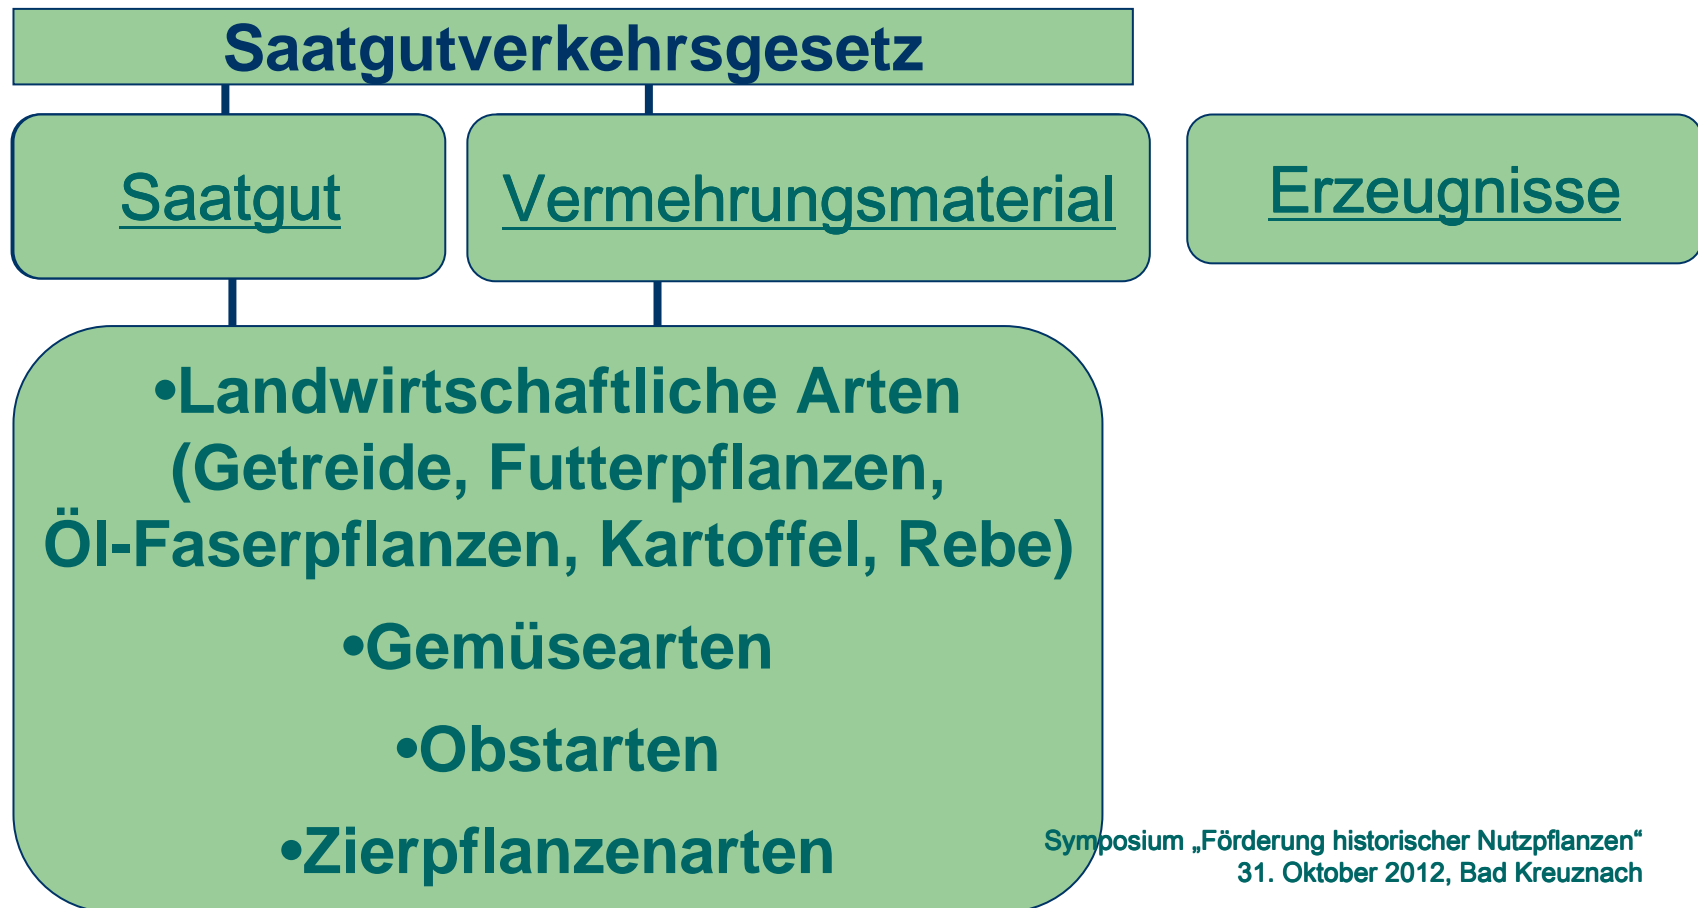 Saatgutverkehrsgesetz
Saatgut
Vermehrungsmaterial
Erzeugnisse
•Landwirtschaftliche Arten
(Getreide, Futterpflanzen,
Öl-Faserpflanzen, Kartoffel, Rebe)
•Gemüsearten
•Obstarten
•Zierpflanzenarten
Symposium „Förderung historischer Nutzpflanzen“
31. Oktober 2012, Bad Kreuznach